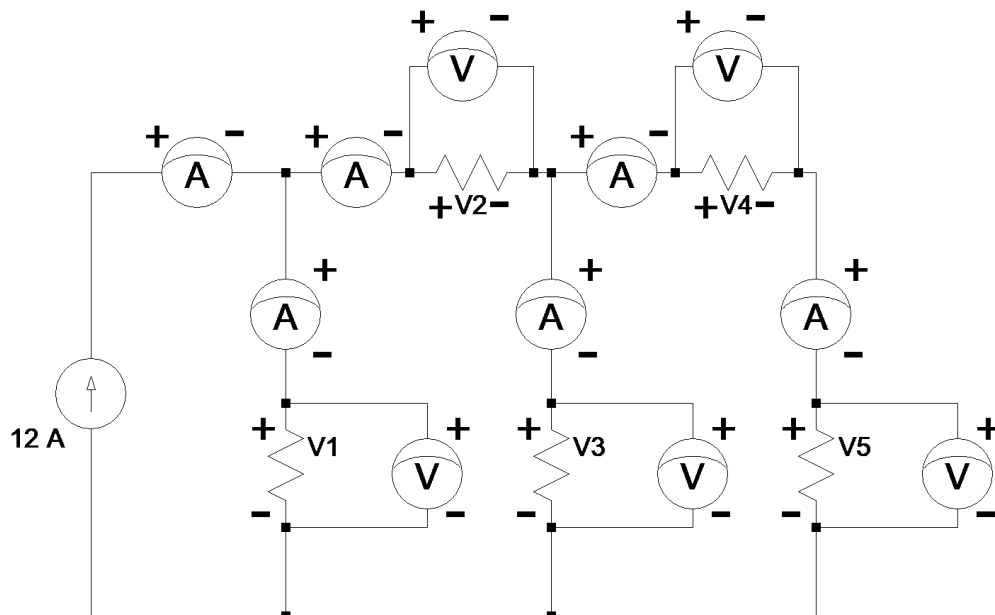 + - + -
V V
+ - + - + -
A A A
+ V2 - + V4 -
+ + +
A A A
- - -
12 A
+ V1 + + V3 + + V5 +
V V V
- - - - - -